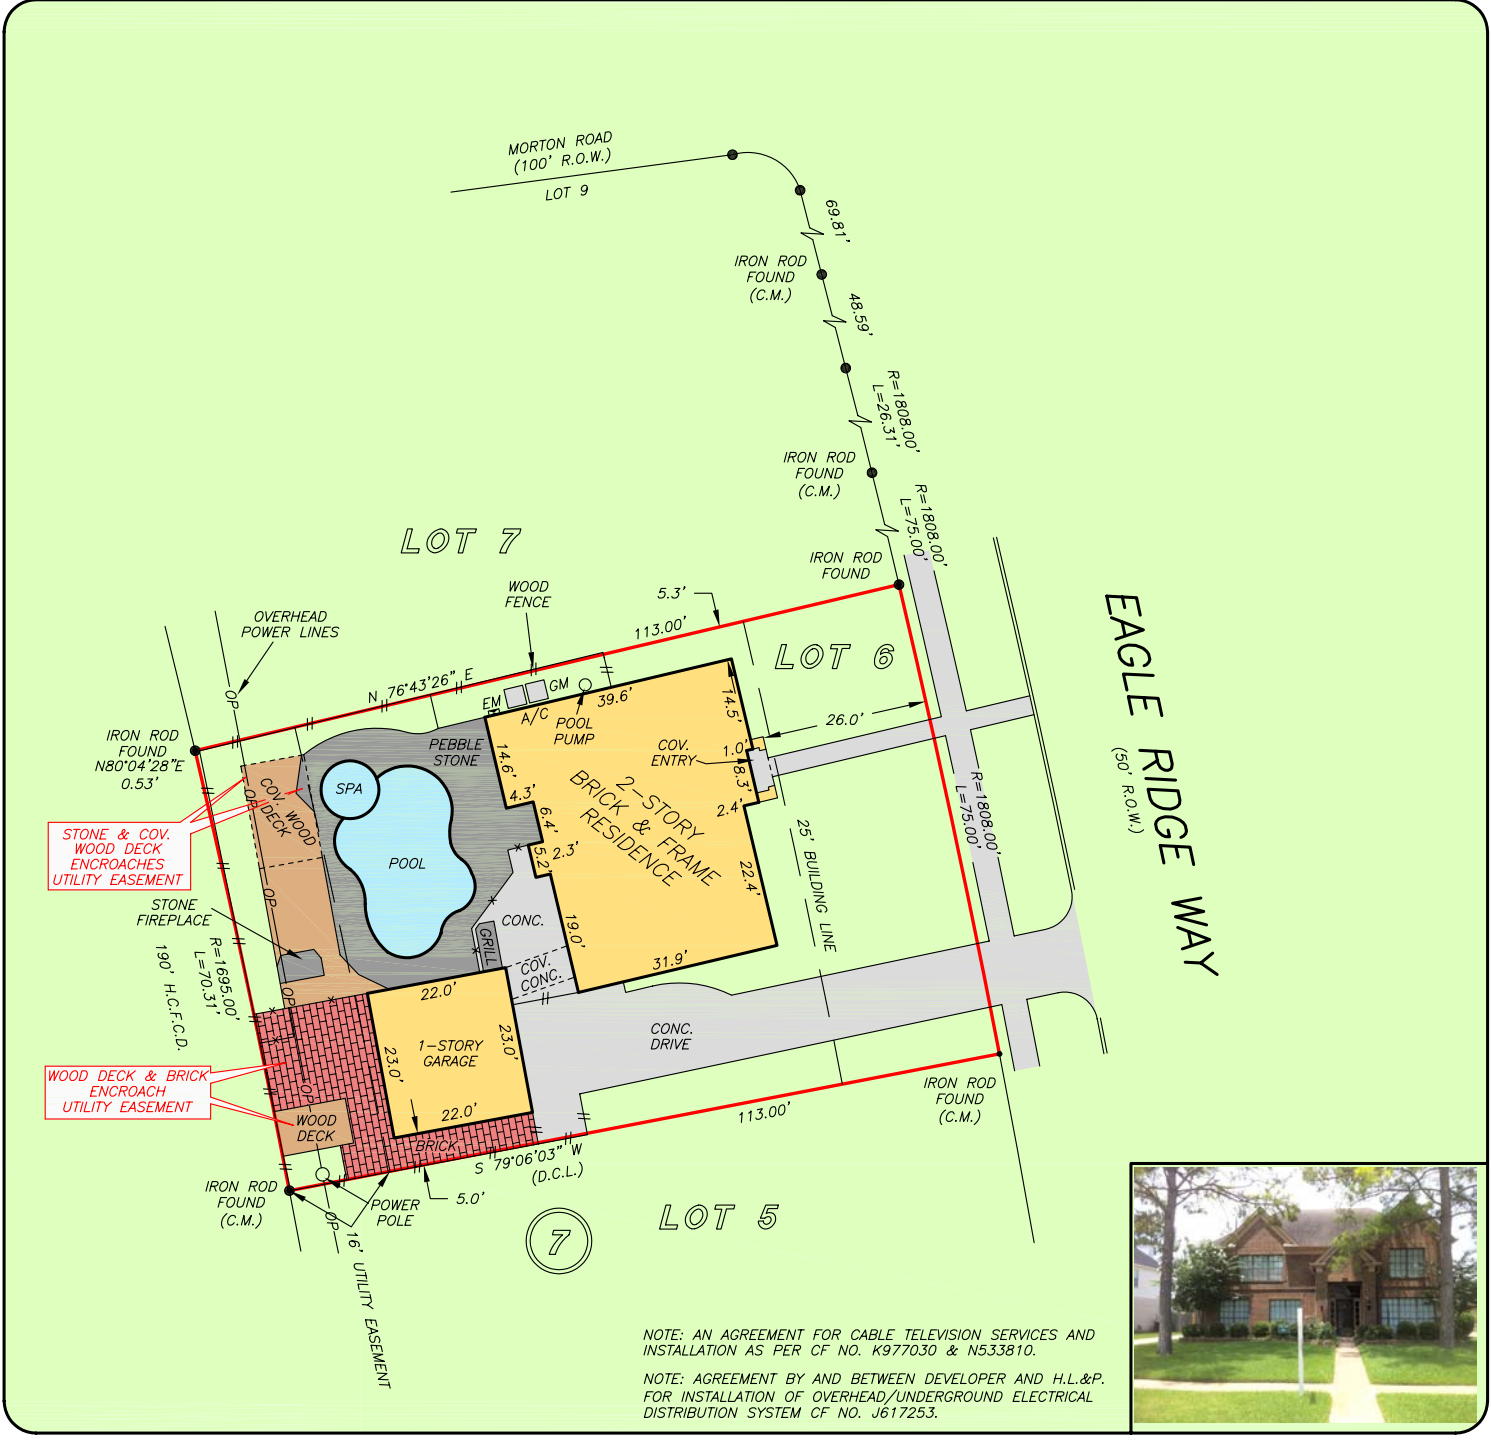 MORTON ROAD
(100' R.O.W.)
LOT 9
69.81'
IRON ROD
FOUND
(C.M.)
48.59'
R=1808.00'
L=26.31'
IRON ROD
FOUND
(C.M.)
R=1808.00'
L=75.00'
IRON ROD
FOUND
LOT 7
WOOD
FENCE
5.3'
113.00'
OVERHEAD
POWER LINES
LOT 6
EAGLE RIDGE WAY
(50' R.O.W.)
N 76°43'26" E
OP
EM
GM
A/C
39.6'
POOL
PUMP
14.5'
26.0'
IRON ROD
FOUND
N80°04'28"E
0.53'
PEBBLE
STONE
14.6'
COV.
ENTRY
1.0'
8.3'
2.4'
SPA
COV. WOOD
DECK
OP
4.3'
6.4'
2.3'
5.2'
2-STORY
BRICK & FRAME
RESIDENCE
R=1808.00'
L=75.00'
STONE & COV.
WOOD DECK
ENCROACHES
UTILITY EASEMENT
POOL
22.4'
25' BUILDING LINE
STONE
FIREPLACE
OP
CONC.
GRILL
19.0'
R=1695.00'
L=70.31'
190' H.C.F.C.D.
COV.
CONC.
31.9'
OP
22.0'
CONC.
DRIVE
1-STORY
GARAGE
23.0'
23.0'
22.0'
WOOD DECK & BRICK
ENCROACH
UTILITY EASEMENT
OP
WOOD
DECK
BRICK
113.00'
IRON ROD
FOUND
(C.M.)
S 79°06'03" W
(D.C.L.)
5.0'
IRON ROD
FOUND
(C.M.)
POWER
POLE
OP
16' UTILITY EASEMENT
7
LOT 5
NOTE: AN AGREEMENT FOR CABLE TELEVISION SERVICES AND
INSTALLATION AS PER CF NO. K977030 & N533810.
NOTE: AGREEMENT BY AND BETWEEN DEVELOPER AND H.L.&P.
FOR INSTALLATION OF OVERHEAD/UNDERGROUND ELECTRICAL
DISTRIBUTION SYSTEM CF NO. J617253.